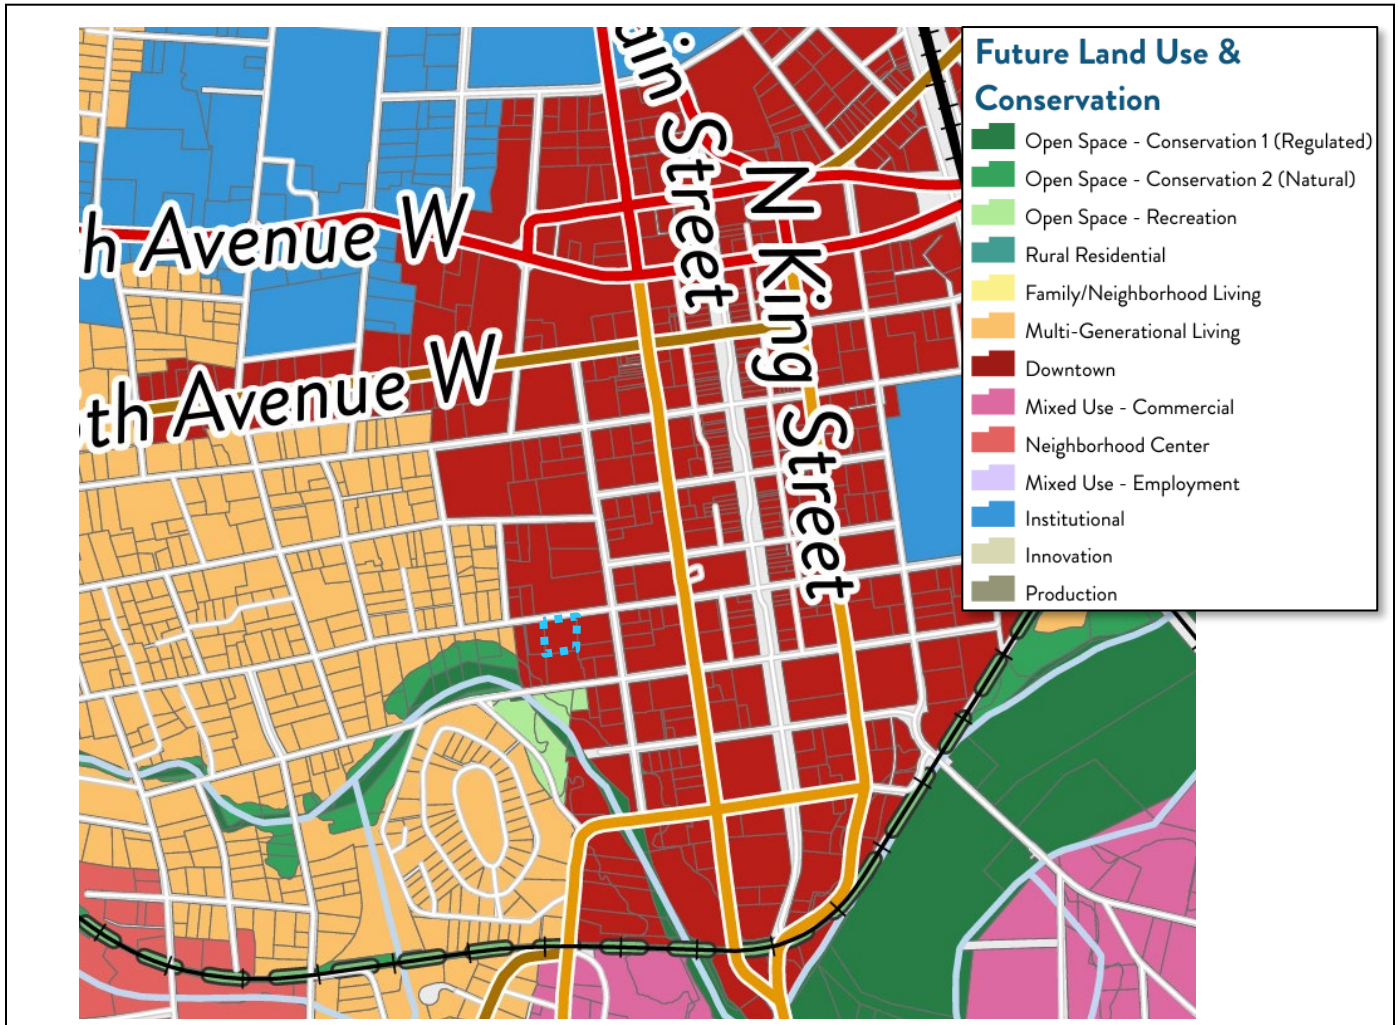 ain Street
N King Street
h Avenue W
th Avenue W
Future Land Use &
Conservation
Open Space - Conservation 1 (Regulated)
Open Space - Conservation 2 (Natural)
Open Space - Recreation
Rural Residential
Family/Neighborhood Living
Multi-Generational Living
Downtown
Mixed Use - Commercial
Neighborhood Center
Mixed Use - Employment
Institutional
Innovation
Production